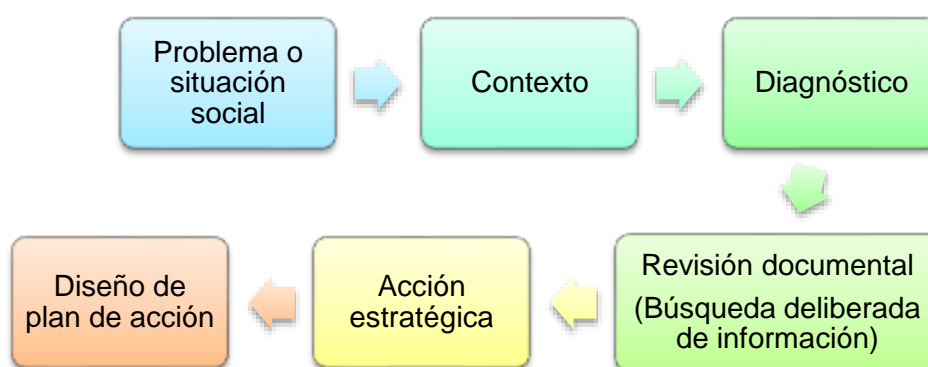 Problema o
situación
social
Contexto
Diagnóstico
Revisión documental
(Búsqueda deliberada
de información)
Acción
estratégica
Diseño de
plan de acción